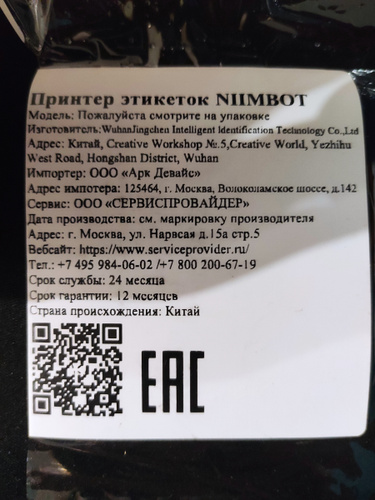 Принтер этикеток NIIMBOT
Модель: Пожалуйста смотрите на упаковке
Изготовитель:WuhanJingchen Intelligent Identification Technology Co.,Ltd
Адрес: Китай, Creative Workshop №.5,Creative World, Yezhihu
West Road, Hongshan District, Wuhan
Импортер: ООО «Арк Девайс»
Адрес импотера: 125464, г. Москва, Волоколамское шоссе, д.142
Сервис: ООО «СЕРВИСПРОВАЙДЕР»
Дата производства: см. маркировку производителя
Адрес: г. Москва, ул. Нарвсая д.15а стр.5
Вебсайт: https://www.serviceprovider.ru/
Тел.: +7 495 984-06-02 /+7 800 200-67-19
Срок службы: 24 месяца
Срок гарантии: 12 месяцев
Страна происхождения: Китай
EAC